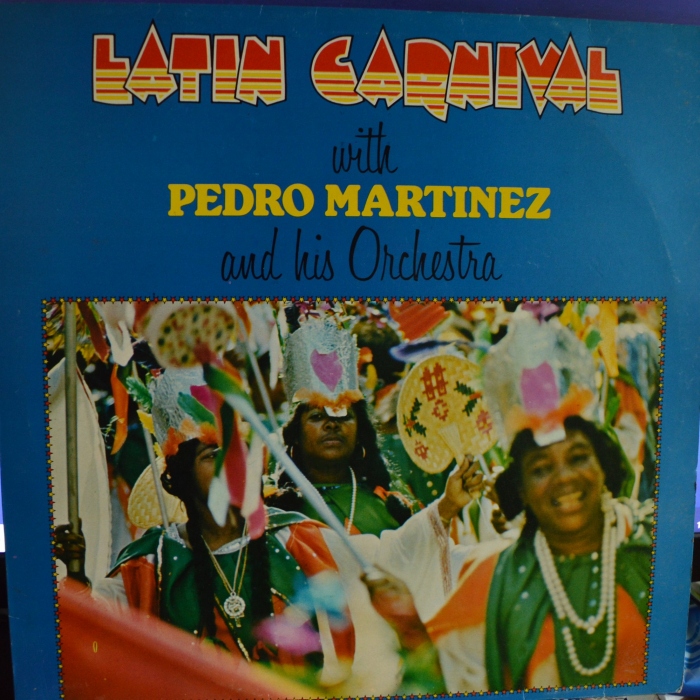 LATIN CARNIVAL
with
PEDRO MARTINEZ
and his Orchestra